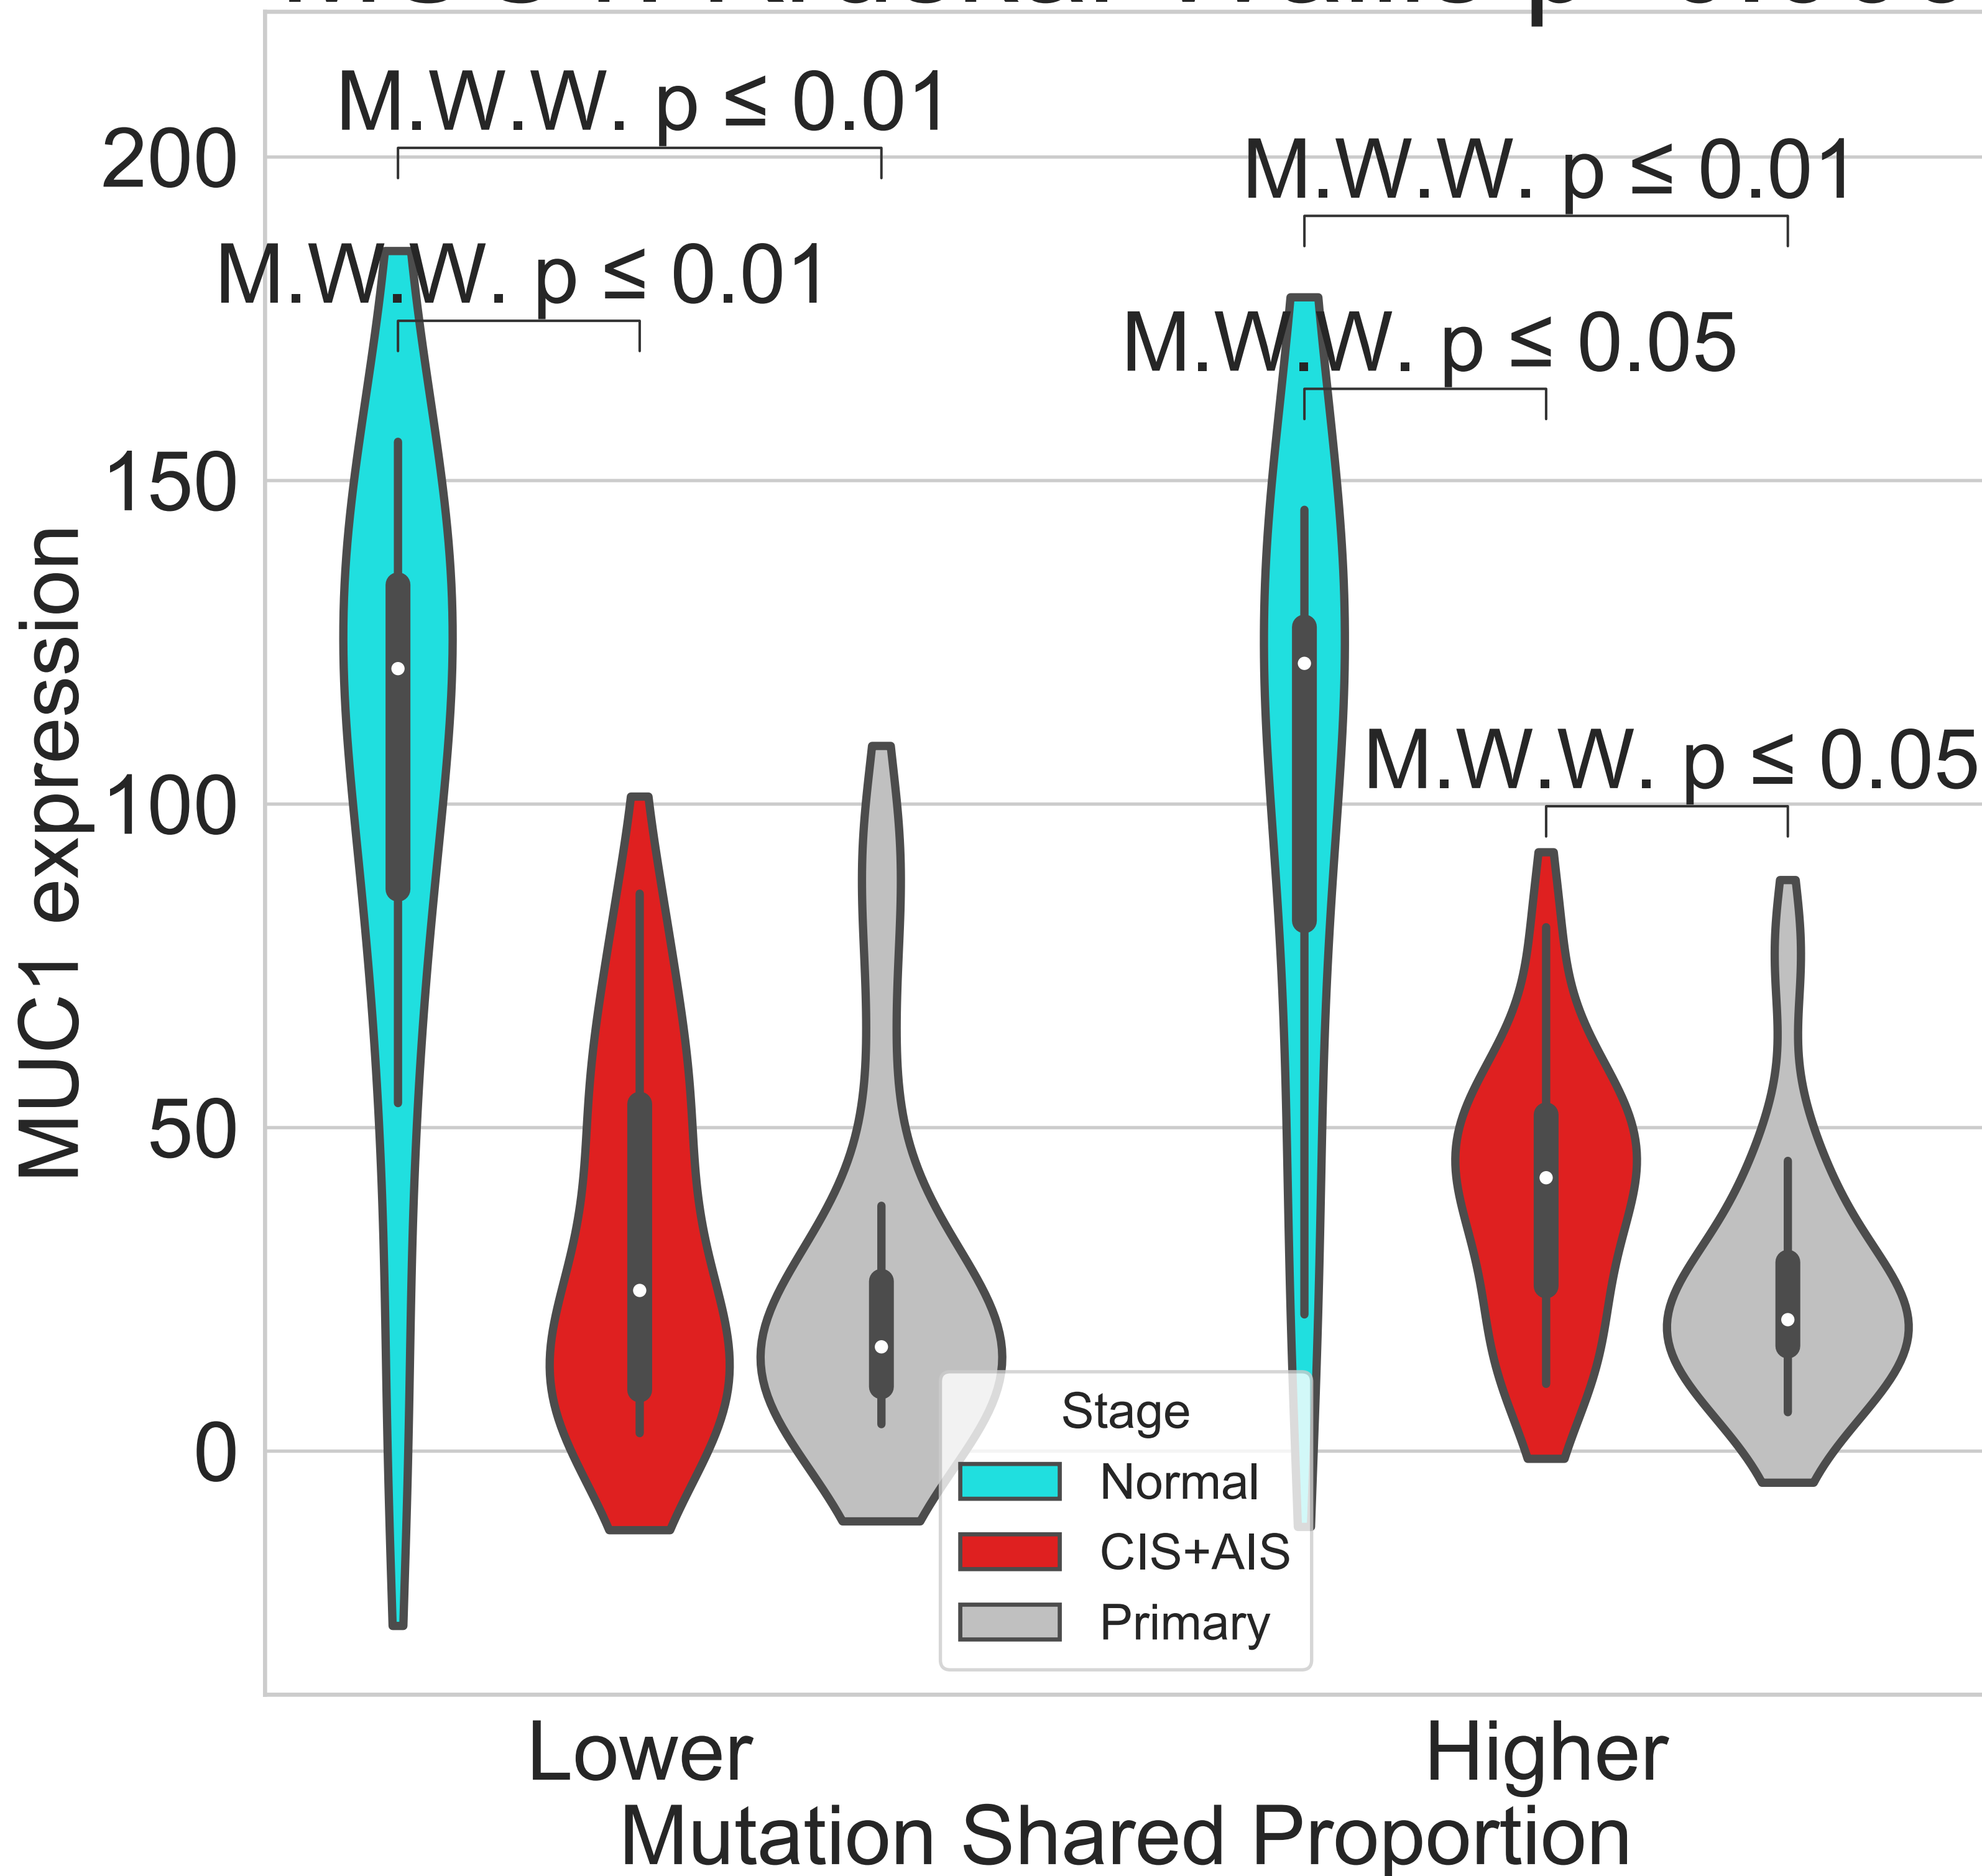 M.W.W. p ≤ 0.01
200
M.W.W. p ≤ 0.01
M.W.W. p ≤ 0.01
M.W.W. p ≤ 0.05
150
M.W.W. p ≤ 0.05
100
50
0
MUC1 expression
Stage
Normal
CIS+AIS
Primary
Lower
Higher
Mutation Shared Proportion